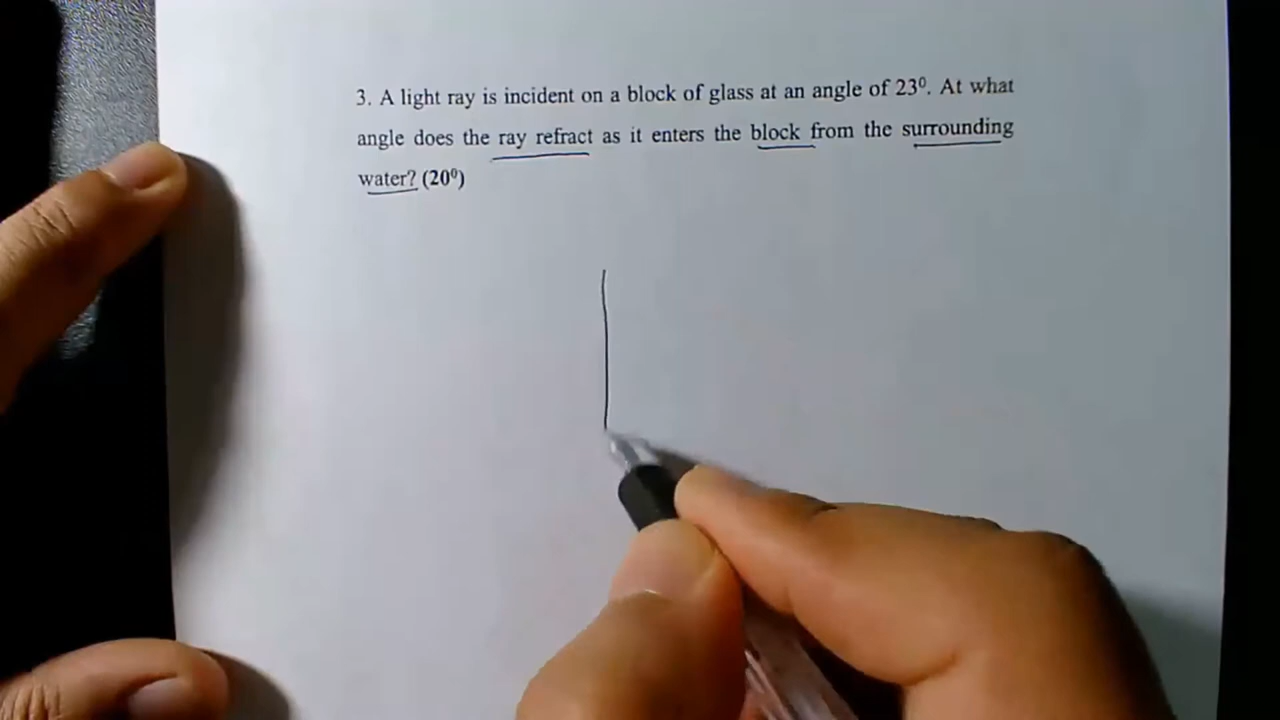 3. A light ray is incident on a block of glass at an angle of 23⁰. At what
angle does the ray refract as it enters the block from the surrounding
water? (20⁰)